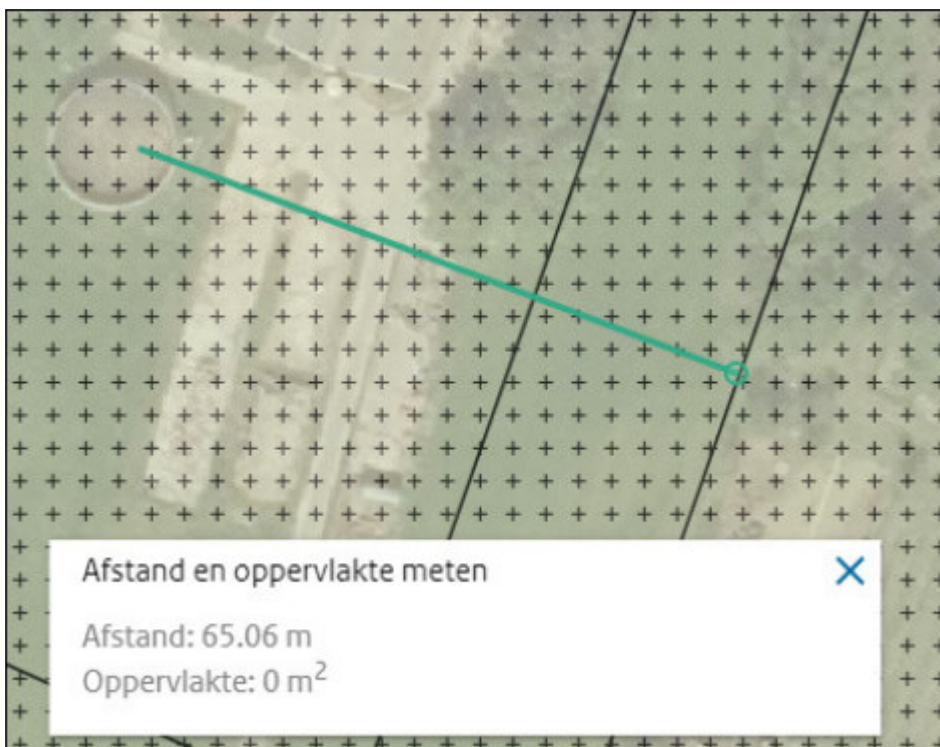 Afstand en oppervlakte meten
Afstand: 65.06 m
Oppervlakte: 0 m²